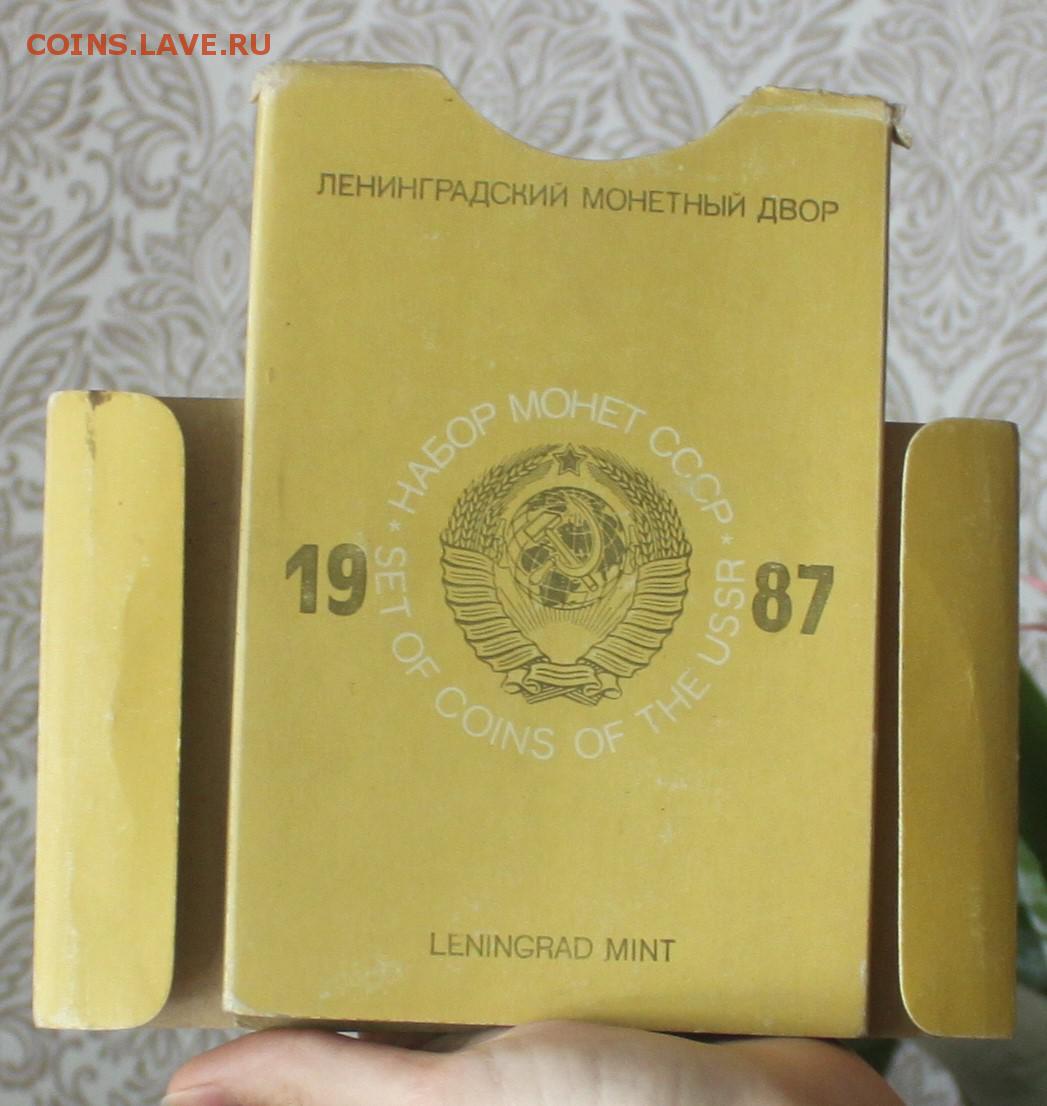 COINS.LAVE.RU
ЛЕНИНГРАДСКИЙ МОНЕТНЫЙ ДВОР
* НАБОР МОНЕТ СССР *
19 87
SET OF COINS OF THE USSR
LENINGRAD MINT